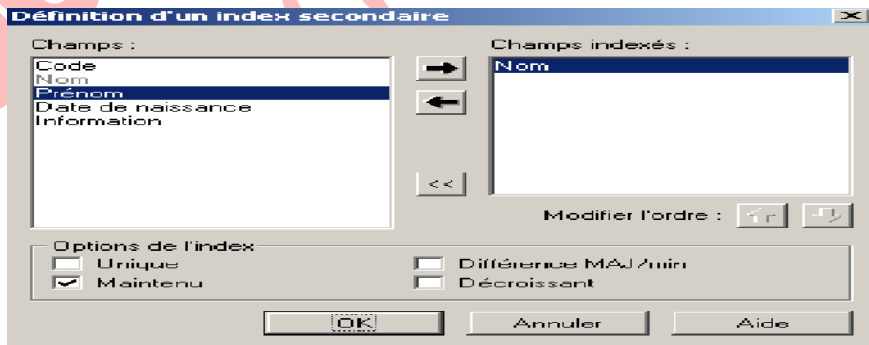 Définition d'un index secondaire
Champs :
Code
Nom
Prénom
Date de naissance
Information
<<
Champs indexés :
Nom
Modifier l'ordre :
Options de l'index
Unique
Différence MAJ/min
Maintenu
Décroissant
OK
Annuler
Aide